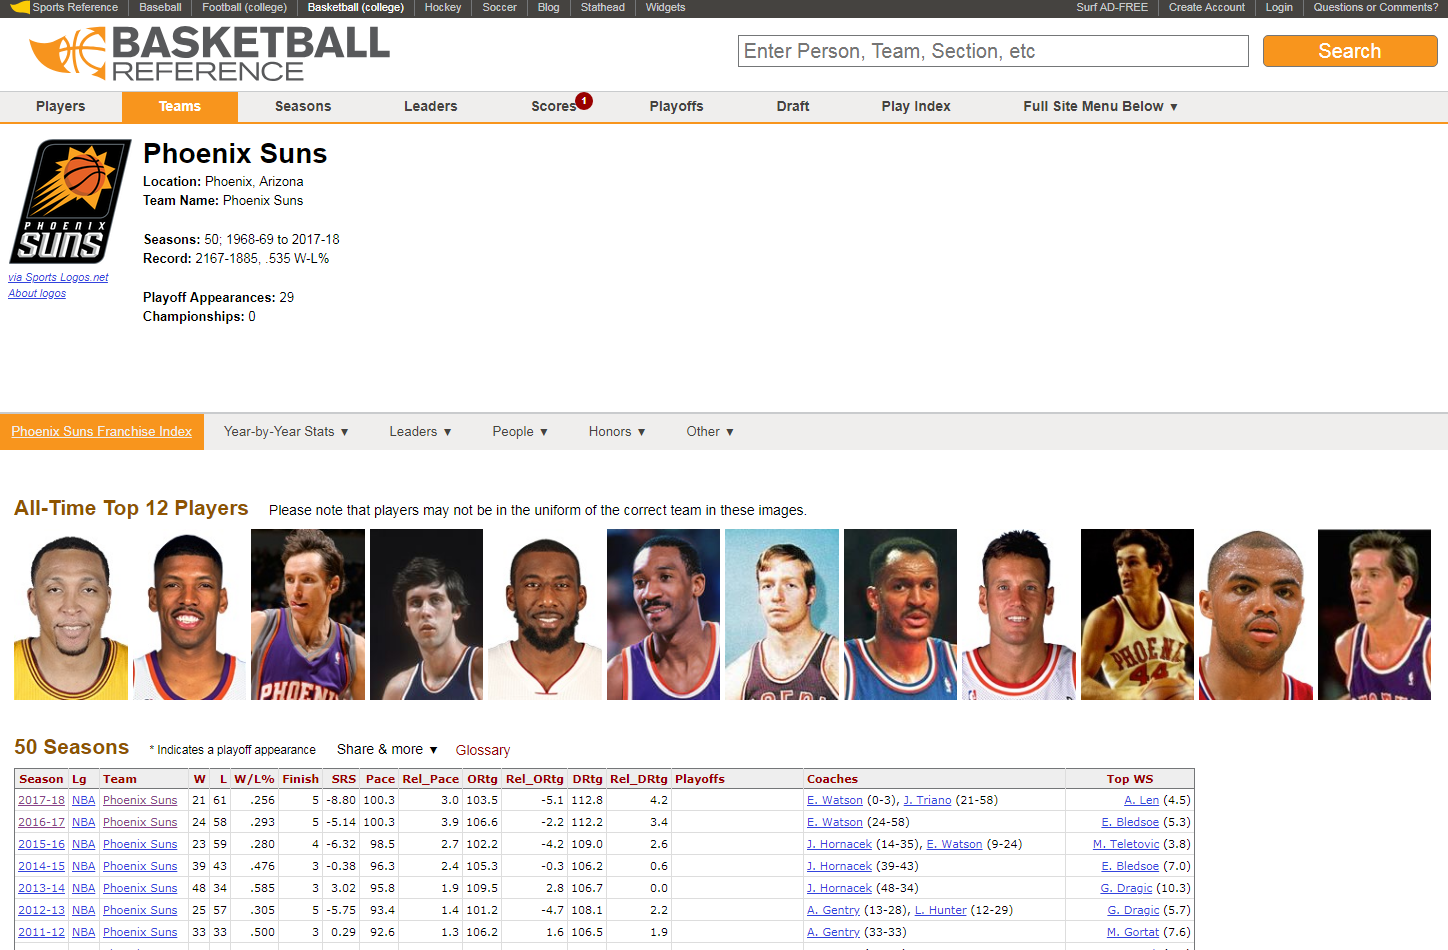 Sports Reference Baseball Football (college) Basketball (college) Hockey Soccer Blog Stathead Widgets Surf AD-FREE Create Account Login Questions or Comments?
BASKETBALL
REFERENCE
Enter Person, Team, Section, etc Search
Players Teams Seasons Leaders Scores 1 Playoffs Draft Play Index Full Site Menu Below ▼
PHOENIX
SUNS
via Sports Logos.net
About logos
Phoenix Suns
Location: Phoenix, Arizona
Team Name: Phoenix Suns
Seasons: 50; 1968-69 to 2017-18
Record: 2167-1885, .535 W-L%
Playoff Appearances: 29
Championships: 0
Phoenix Suns Franchise Index Year-by-Year Stats ▼ Leaders ▼ People ▼ Honors ▼ Other ▼
All-Time Top 12 Players Please note that players may not be in the uniform of the correct team in these images.
50 Seasons * Indicates a playoff appearance Share & more ▼ Glossary
Season Lg Team W L W/L% Finish SRS Pace Rel_Pace ORtg Rel_ORtg DRtg Rel_DRtg Playoffs Coaches Top WS
2017-18 NBA Phoenix Suns 21 61 .256 5 -8.80 100.3 3.0 103.5 -5.1 112.8 4.2 E. Watson (0-3), J. Triano (21-58) A. Len (4.5)
2016-17 NBA Phoenix Suns 24 58 .293 5 -5.14 100.3 3.9 106.6 -2.2 112.2 3.4 E. Watson (24-58) E. Bledsoe (5.3)
2015-16 NBA Phoenix Suns 23 59 .280 4 -6.32 98.5 2.7 102.2 -4.2 109.0 2.6 J. Hornacek (14-35), E. Watson (9-24) M. Teletovic (3.8)
2014-15 NBA Phoenix Suns 39 43 .476 3 -0.38 96.3 2.4 105.3 -0.3 106.2 0.6 J. Hornacek (39-43) E. Bledsoe (7.0)
2013-14 NBA Phoenix Suns 48 34 .585 3 3.02 95.8 1.9 109.5 2.8 106.7 0.0 J. Hornacek (48-34) G. Dragic (10.3)
2012-13 NBA Phoenix Suns 25 57 .305 5 -5.75 93.4 1.4 101.2 -4.7 108.1 2.2 A. Gentry (13-28), L. Hunter (12-29) G. Dragic (5.7)
2011-12 NBA Phoenix Suns 33 33 .500 3 0.29 92.6 1.3 106.2 1.6 106.5 1.9 A. Gentry (33-33) M. Gortat (7.6)